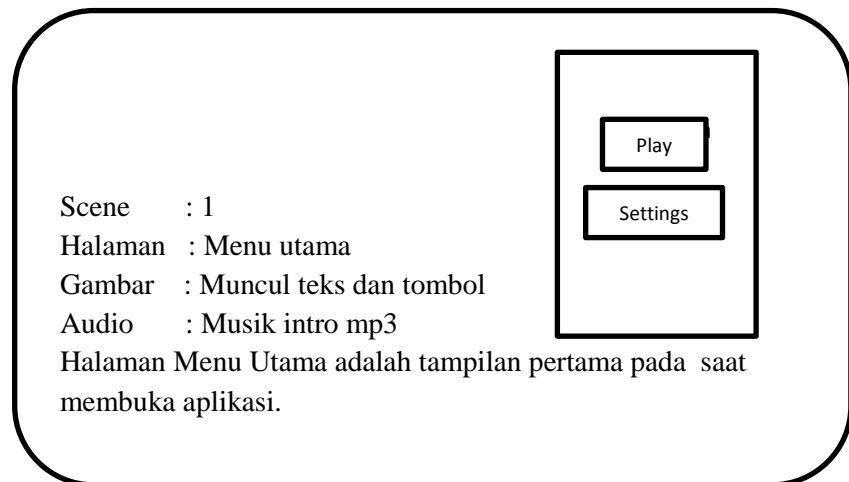 Play
Settings
Scene : 1
Halaman : Menu utama
Gambar : Muncul teks dan tombol
Audio : Musik intro mp3
Halaman Menu Utama adalah tampilan pertama pada saat
membuka aplikasi.